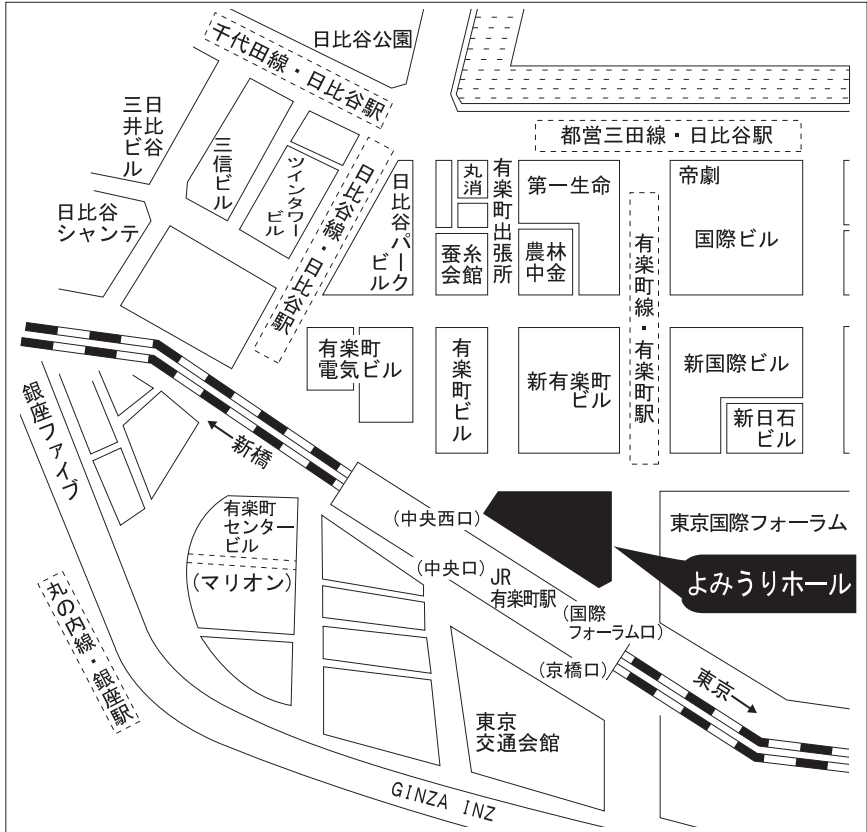 日比谷公園
千代田線・日比谷駅
日比谷
三井ビル
三信ビル
ツインタワー
ビル
日比谷線・日比谷駅
日比谷パーク
ビル
丸消
有楽町出張所
都営三田線・日比谷駅
第一生命
帝劇
国際ビル
日比谷
シャンテ
蚕糸
会館
農林
中金
有楽町線・有楽町駅
有楽町
電気ビル
有楽町ビル
新有楽町
ビル
新国際ビル
新日石
ビル
銀座ファイブ
←新橋
有楽町
センター
ビル
(マリオン)
(中央西口)
(中央口)
JR
有楽町駅
(国際
フォーラム口)
(京橋口)
東京国際フォーラム
よみうりホール
丸の内線・銀座駅
東京→
東京
交通会館
GINZA INZ